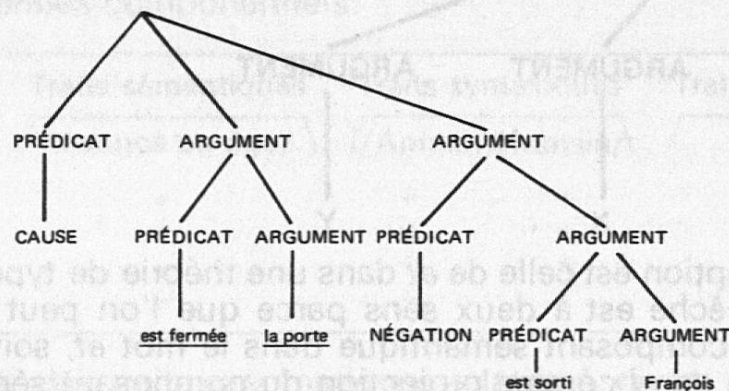 PRÉDICAT ARGUMENT ARGUMENT
CAUSE PRÉDICAT ARGUMENT PRÉDICAT ARGUMENT
est fermée la porte NÉGATION PRÉDICAT ARGUMENT
est sorti François